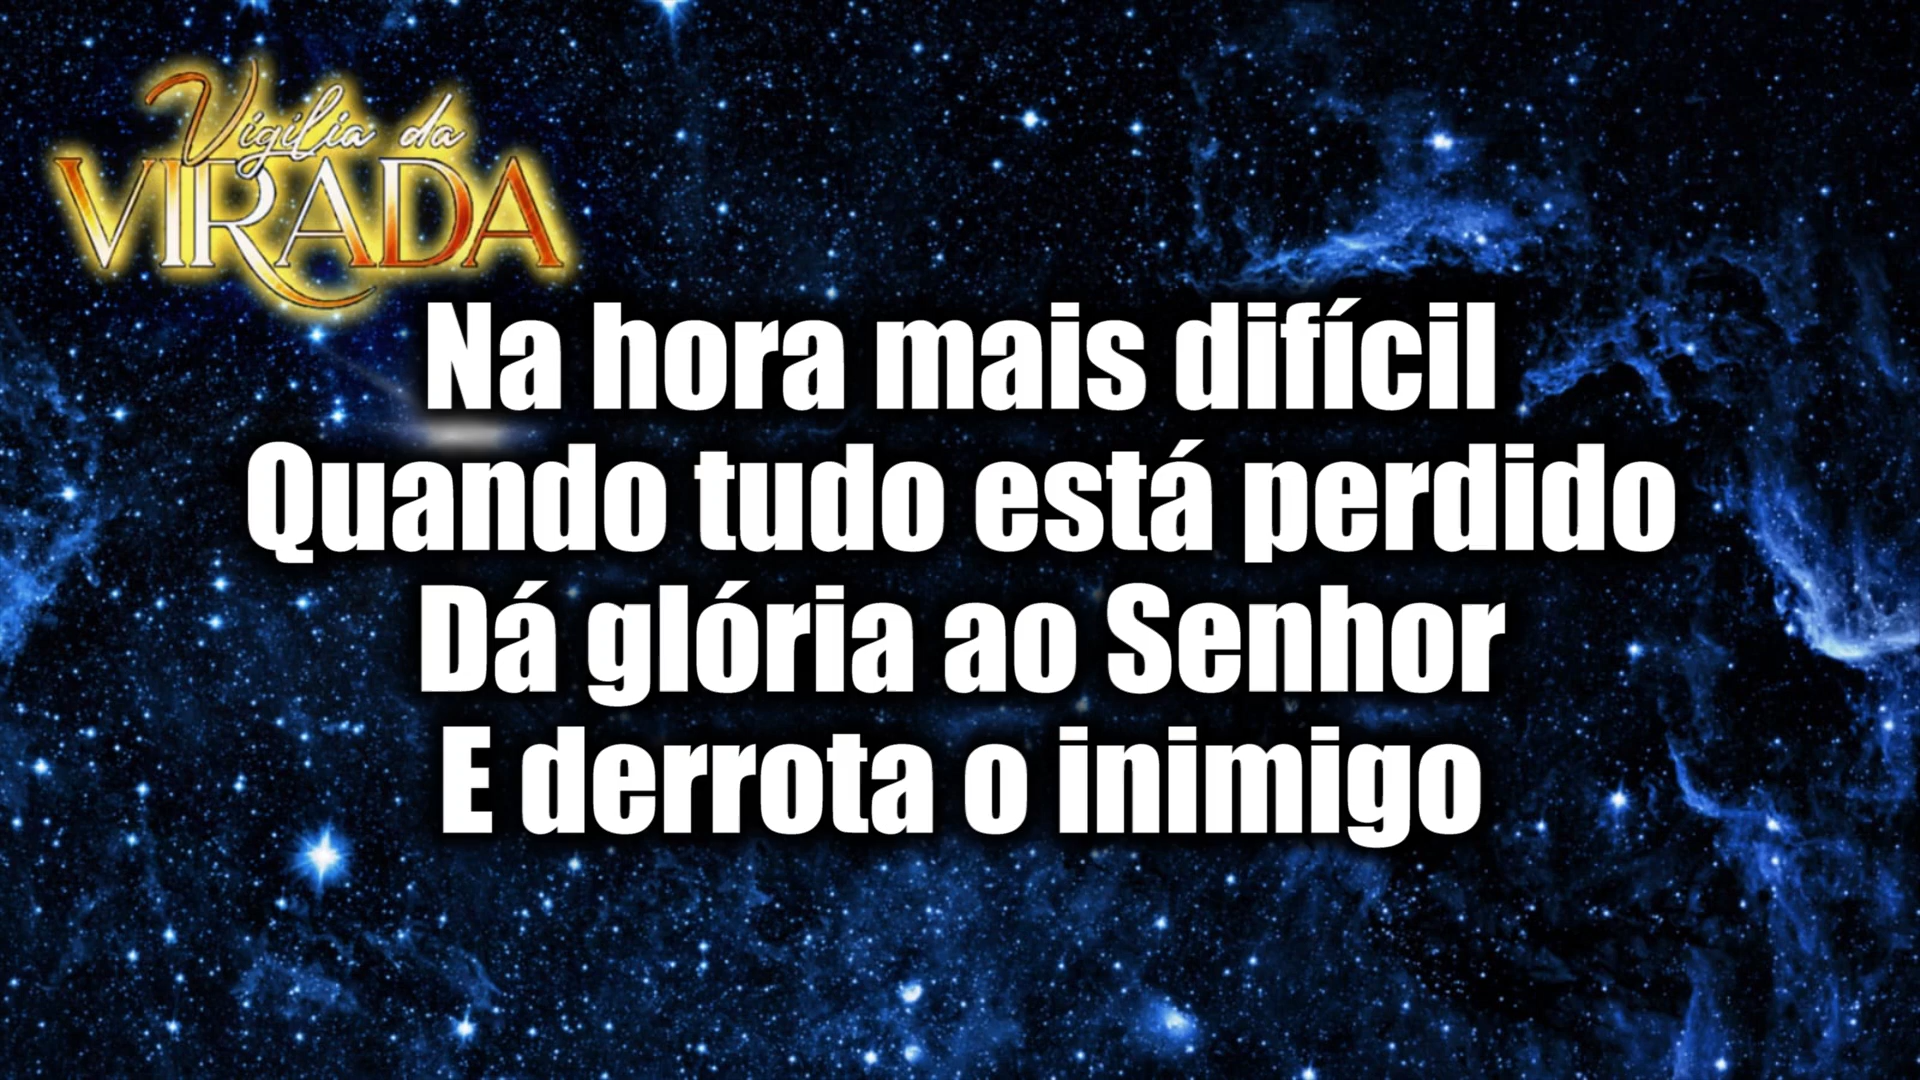 Vigília da
VIRADA
Na hora mais difícil
Quando tudo está perdido
Dá glória ao Senhor
E derrota o inimigo